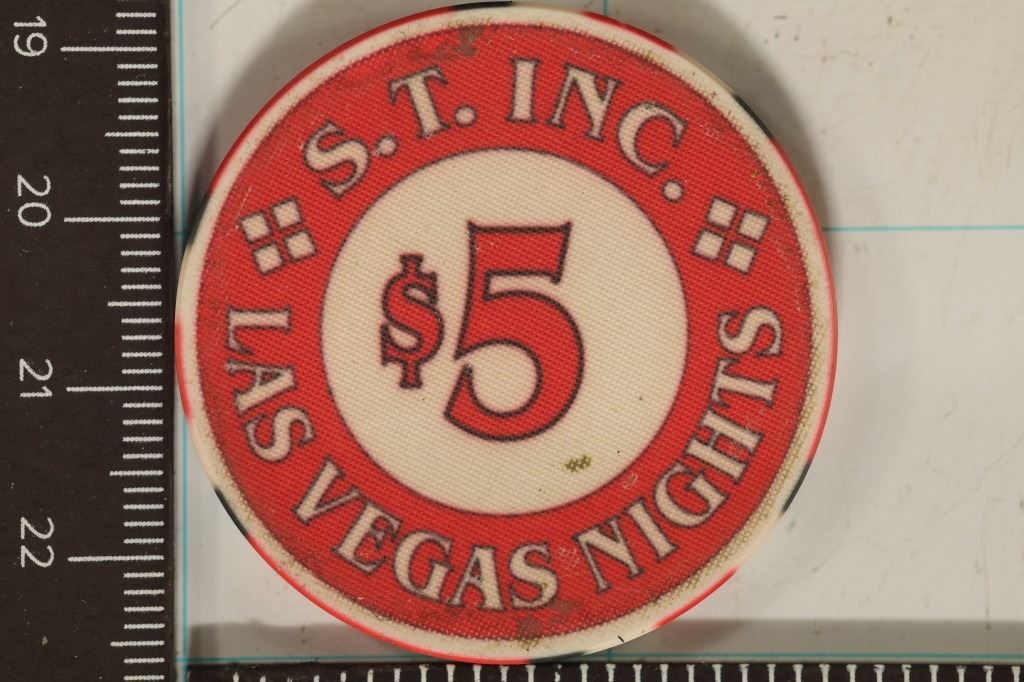 S. T. INC.
$5
LAS VEGAS NIGHTS
19
20
21
22